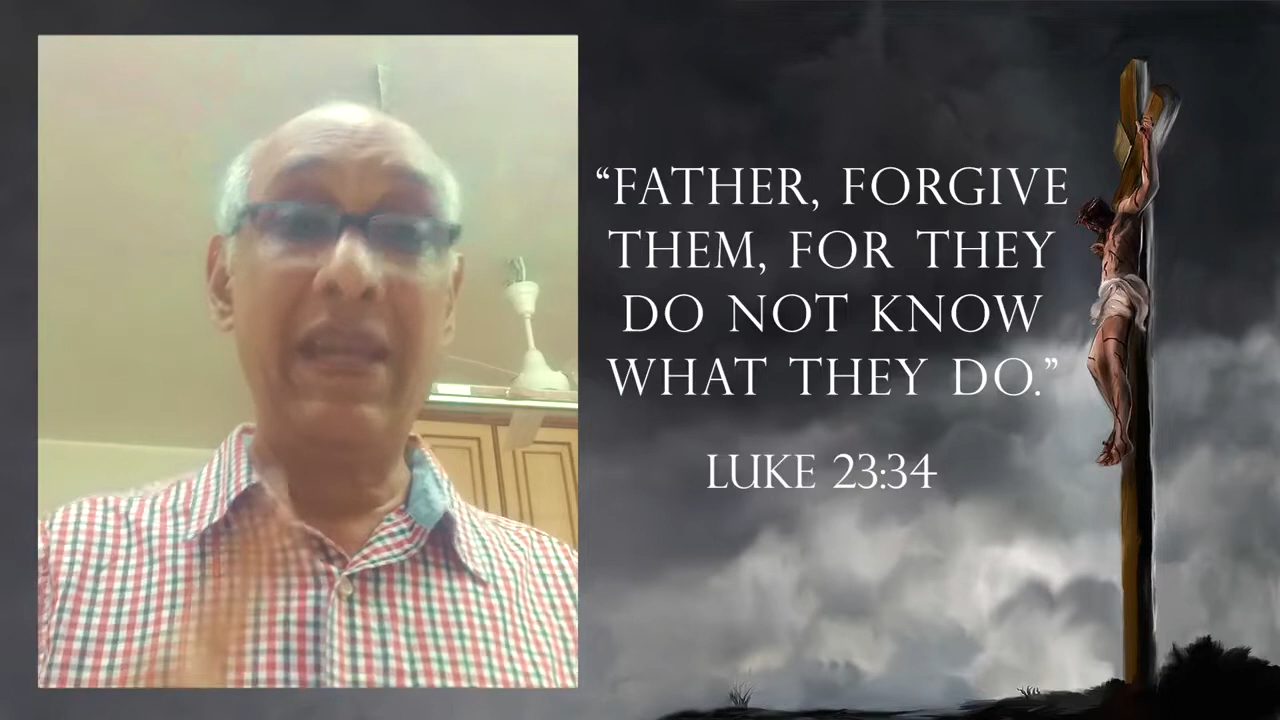 “FATHER, FORGIVE
THEM, FOR THEY
DO NOT KNOW
WHAT THEY DO.”
LUKE 23:34